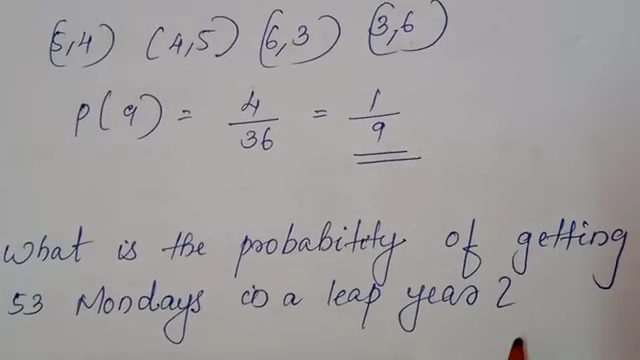 (5,4) (4,5) (6,3) (3,6)
P(9) = 4/36 = 1/9
What is the probability of getting
53 Mondays in a leap year?